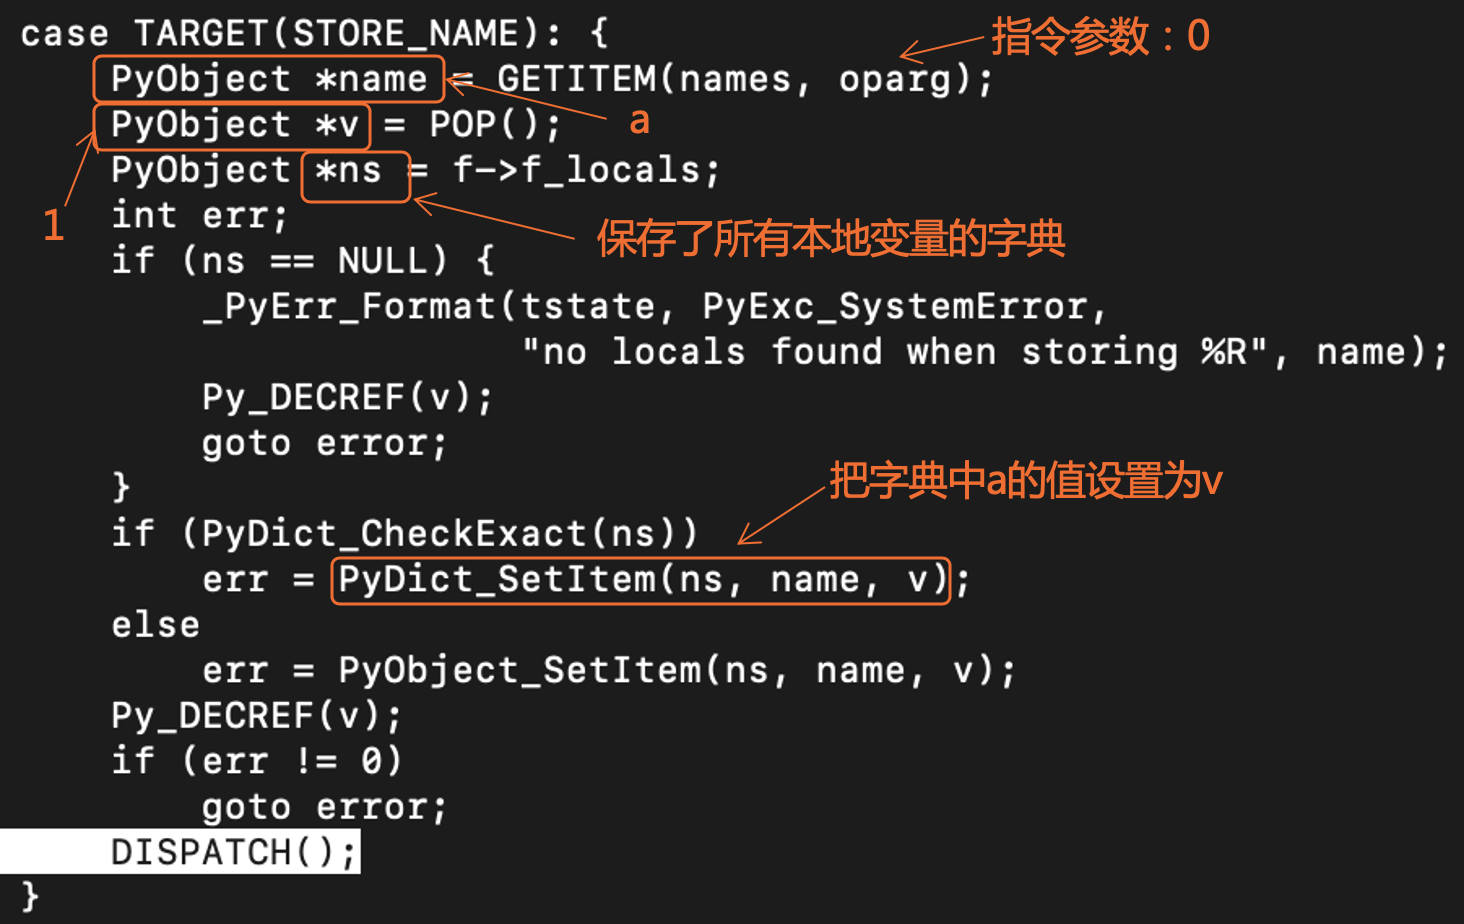 case TARGET(STORE_NAME): {
指令参数：0
PyObject *name = GETITEM(names, oparg);
PyObject *v = POP();
a
PyObject *ns = f->f_locals;
1
int err;
保存了所有本地变量的字典
if (ns == NULL) {
_PyErr_Format(tstate, PyExc_SystemError,
"no locals found when storing %R", name);
Py_DECREF(v);
goto error;
}
把字典中a的值设置为v
if (PyDict_CheckExact(ns))
err = PyDict_SetItem(ns, name, v);
else
err = PyObject_SetItem(ns, name, v);
Py_DECREF(v);
if (err != 0)
goto error;
DISPATCH();
}